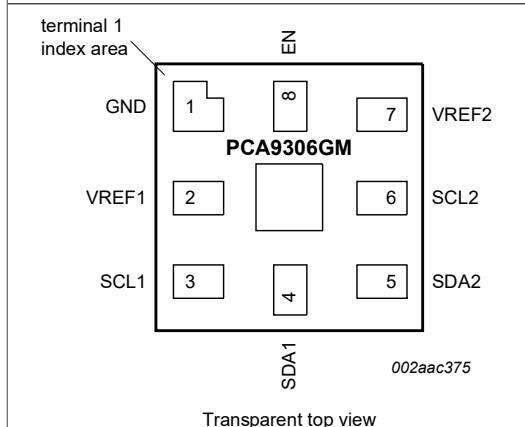 terminal 1
index area
EN
GND
1
8
7
VREF2
PCA9306GM
VREF1
2
6
SCL2
SCL1
3
4
5
SDA2
SDA1
002aac375
Transparent top view